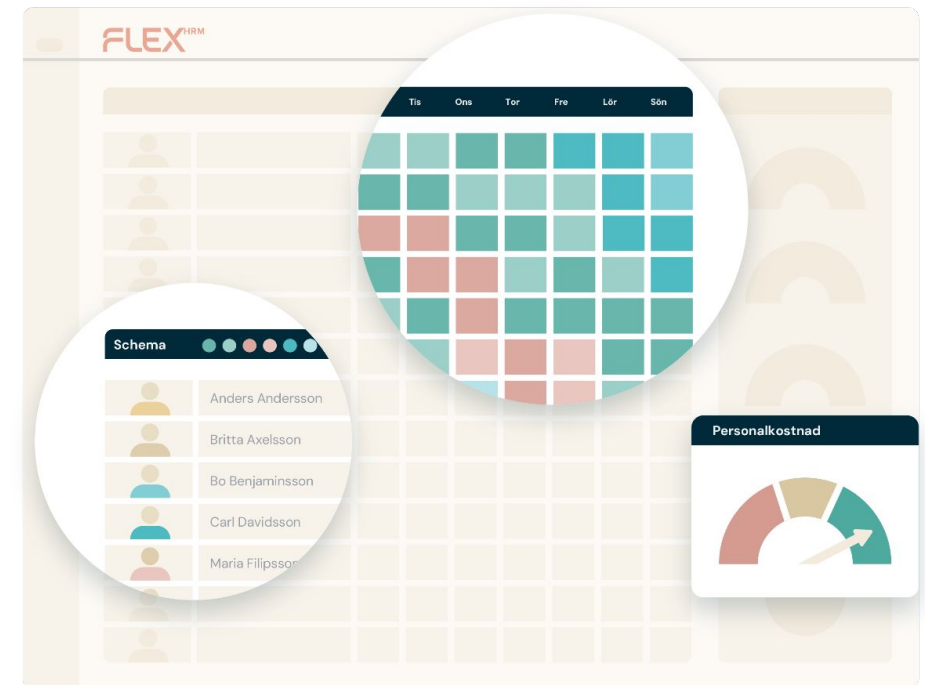 FLEX HRM
Tis Ons Tor Fre Lör Sön
Schema
Anders Andersson
Britta Axelsson
Bo Benjaminsson
Carl Davidsson
Maria Filipsson
Personalkostnad